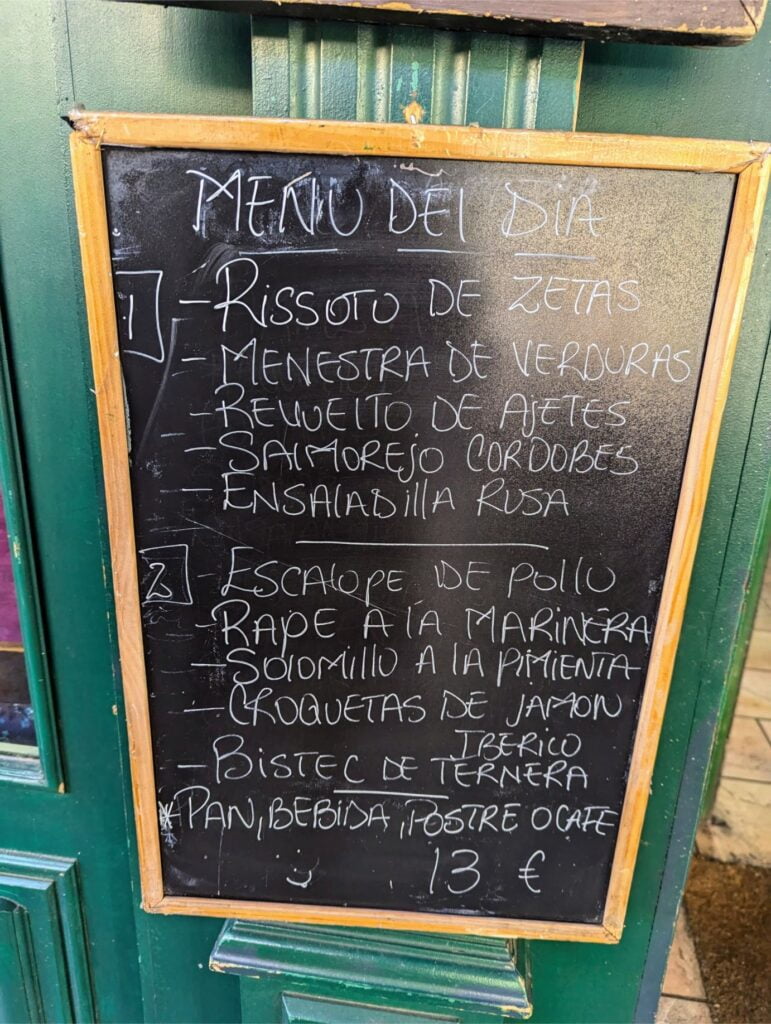 MENU DEl DIA
1 - RISSOTO DE ZETAS
- MENESTRA DE VERDURAS
- REVUElTO DE AJETES
- SAlMOREJO CORDOBES
- ENSAlADIllA RUSA
2 - ESCALOPE DE POllO
- RAPE A lA MARINERA
- SOlOMIllO A lA PIMIENTA
- CROQUETAS DE JAMON
IBERICO
- BISTEC DE TERNERA
* PAN, BEBIDA, POSTRE O CAFE
13 €